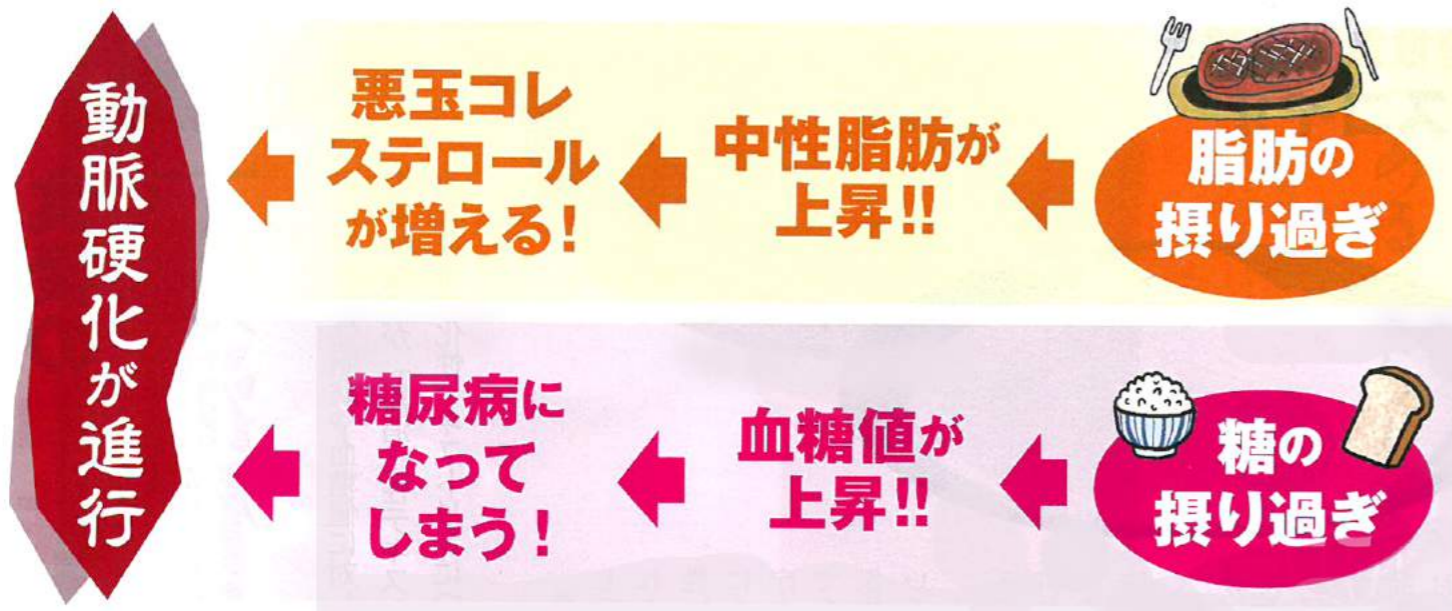 脂肪の
摂り過ぎ
中性脂肪が
上昇!!
悪玉コレ
ステロール
が増える!
糖の
摂り過ぎ
血糖値が
上昇!!
糖尿病に
なって
しまう!
動脈硬化が進行